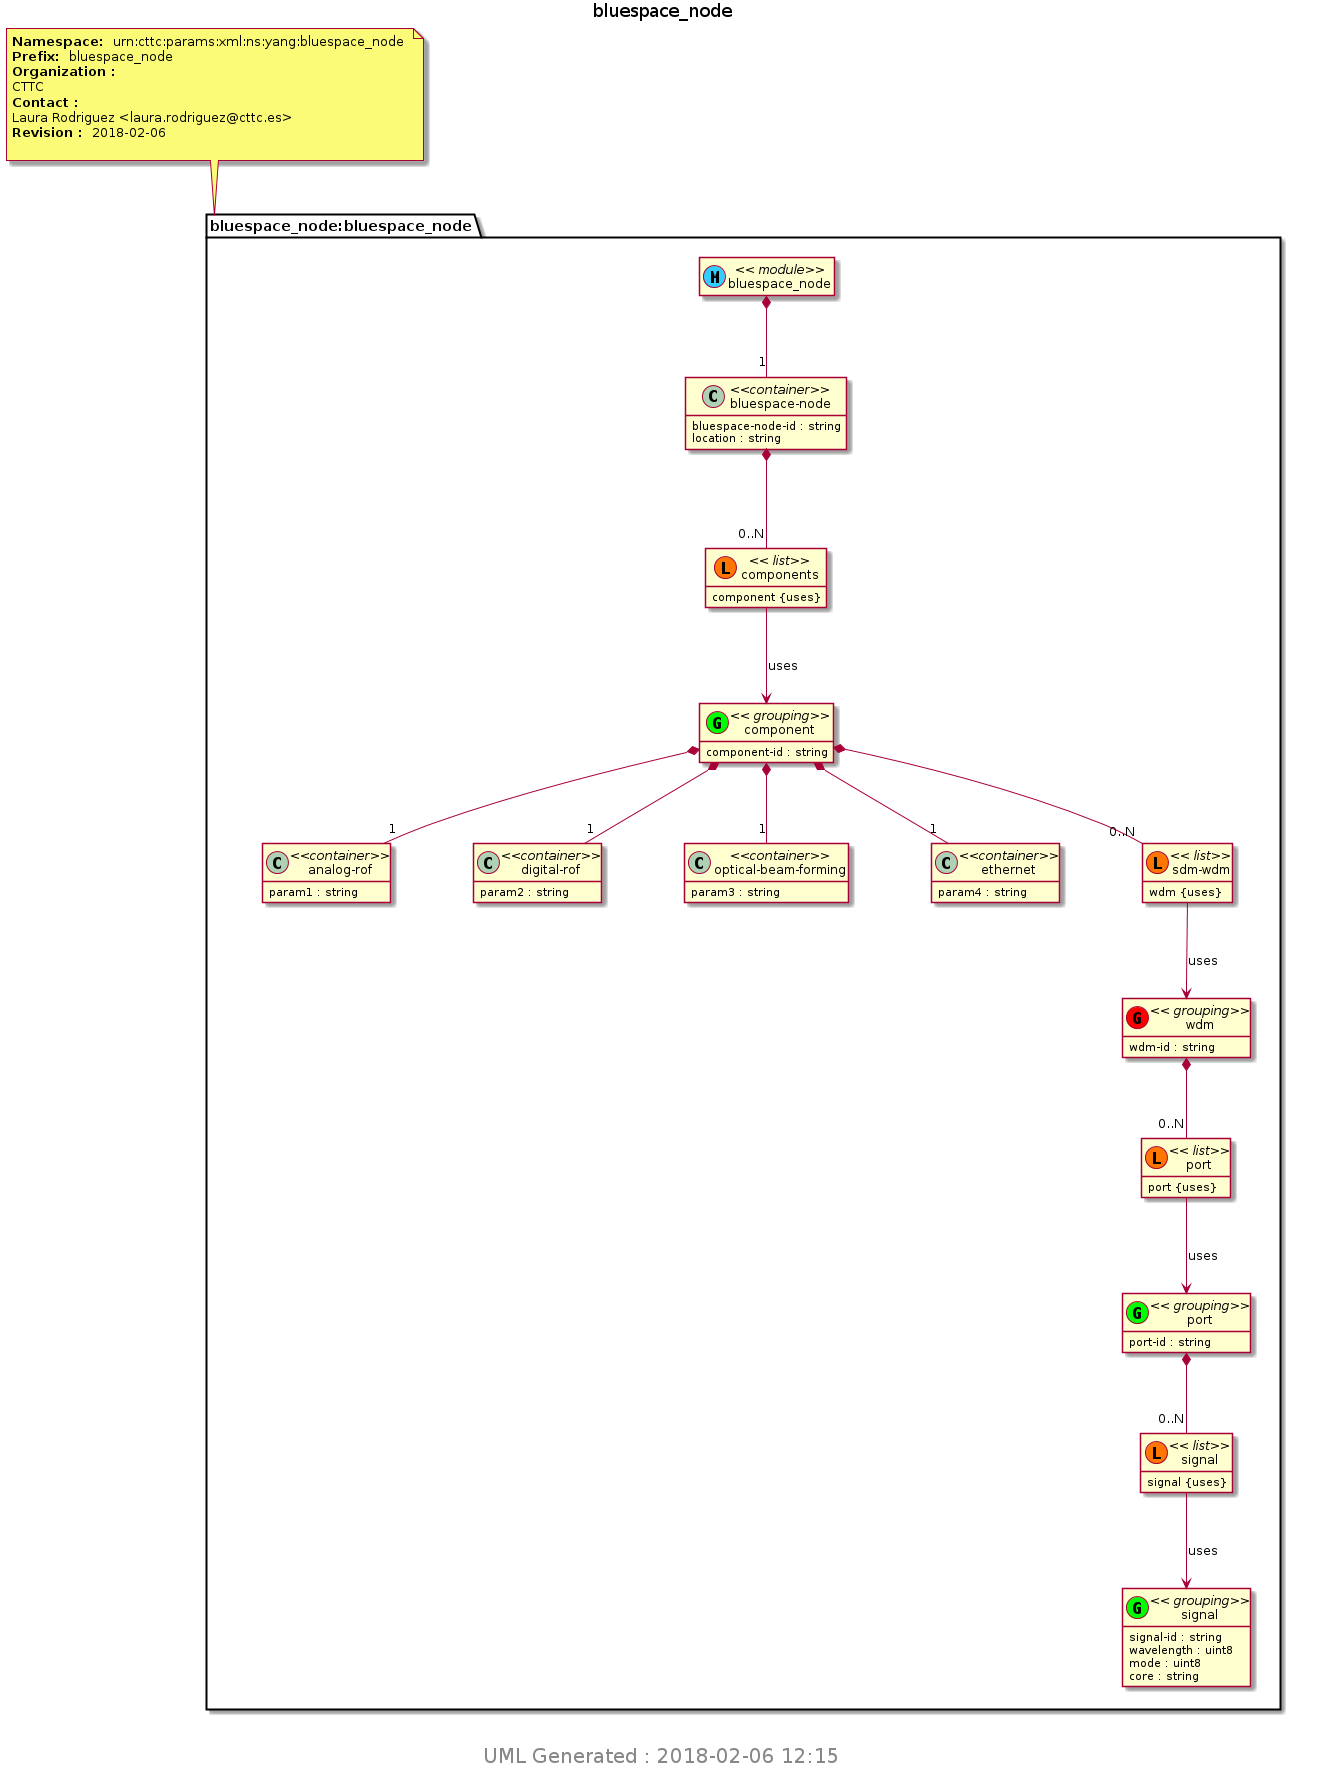 bluespace_node
Namespace: urn:cttc:params:xml:ns:yang:bluespace_node
Prefix: bluespace_node
Organization :
CTTC
Contact :
Laura Rodriguez <laura.rodriguez@cttc.es>
Revision : 2018-02-06
bluespace_node:bluespace_node
M
<< module>>
bluespace_node
1
C
<<container>>
bluespace-node
bluespace-node-id : string
location : string
0..N
L
<< list>>
components
component {uses}
uses
G
<< grouping>>
component
component-id : string
1
1
1
1
0..N
C
<<container>>
analog-rof
param1 : string
C
<<container>>
digital-rof
param2 : string
C
<<container>>
optical-beam-forming
param3 : string
C
<<container>>
ethernet
param4 : string
L
<< list>>
sdm-wdm
wdm {uses}
uses
G
<< grouping>>
wdm
wdm-id : string
0..N
L
<< list>>
port
port {uses}
uses
G
<< grouping>>
port
port-id : string
0..N
L
<< list>>
signal
signal {uses}
uses
G
<< grouping>>
signal
signal-id : string
wavelength : uint8
mode : uint8
core : string
UML Generated : 2018-02-06 12:15